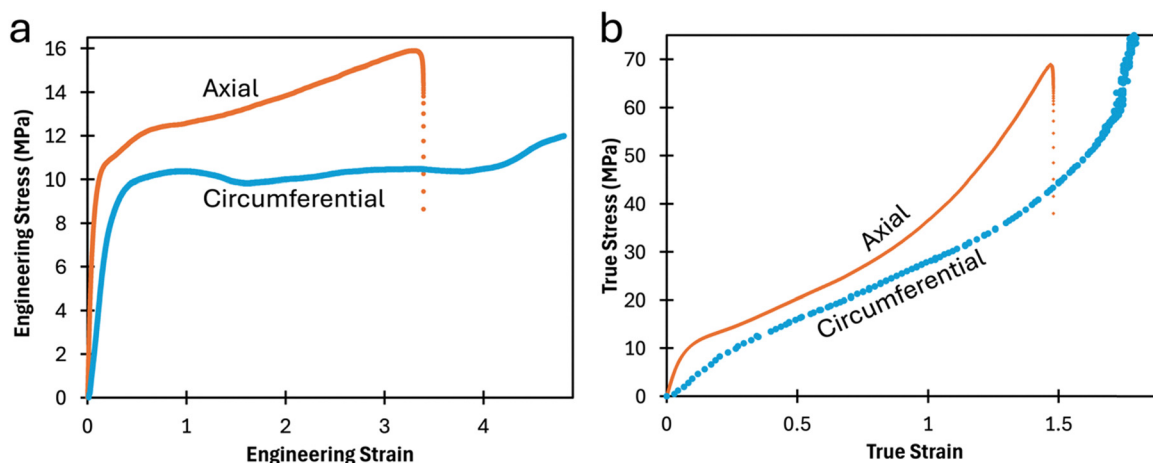 a
16
14
12
10
8
6
4
2
0
Engineering Stress (MPa)
Axial
Circumferential
0 1 2 3 4
Engineering Strain
b
70
60
50
40
30
20
10
0
True Stress (MPa)
Axial
Circumferential
0 0.5 1 1.5
True Strain